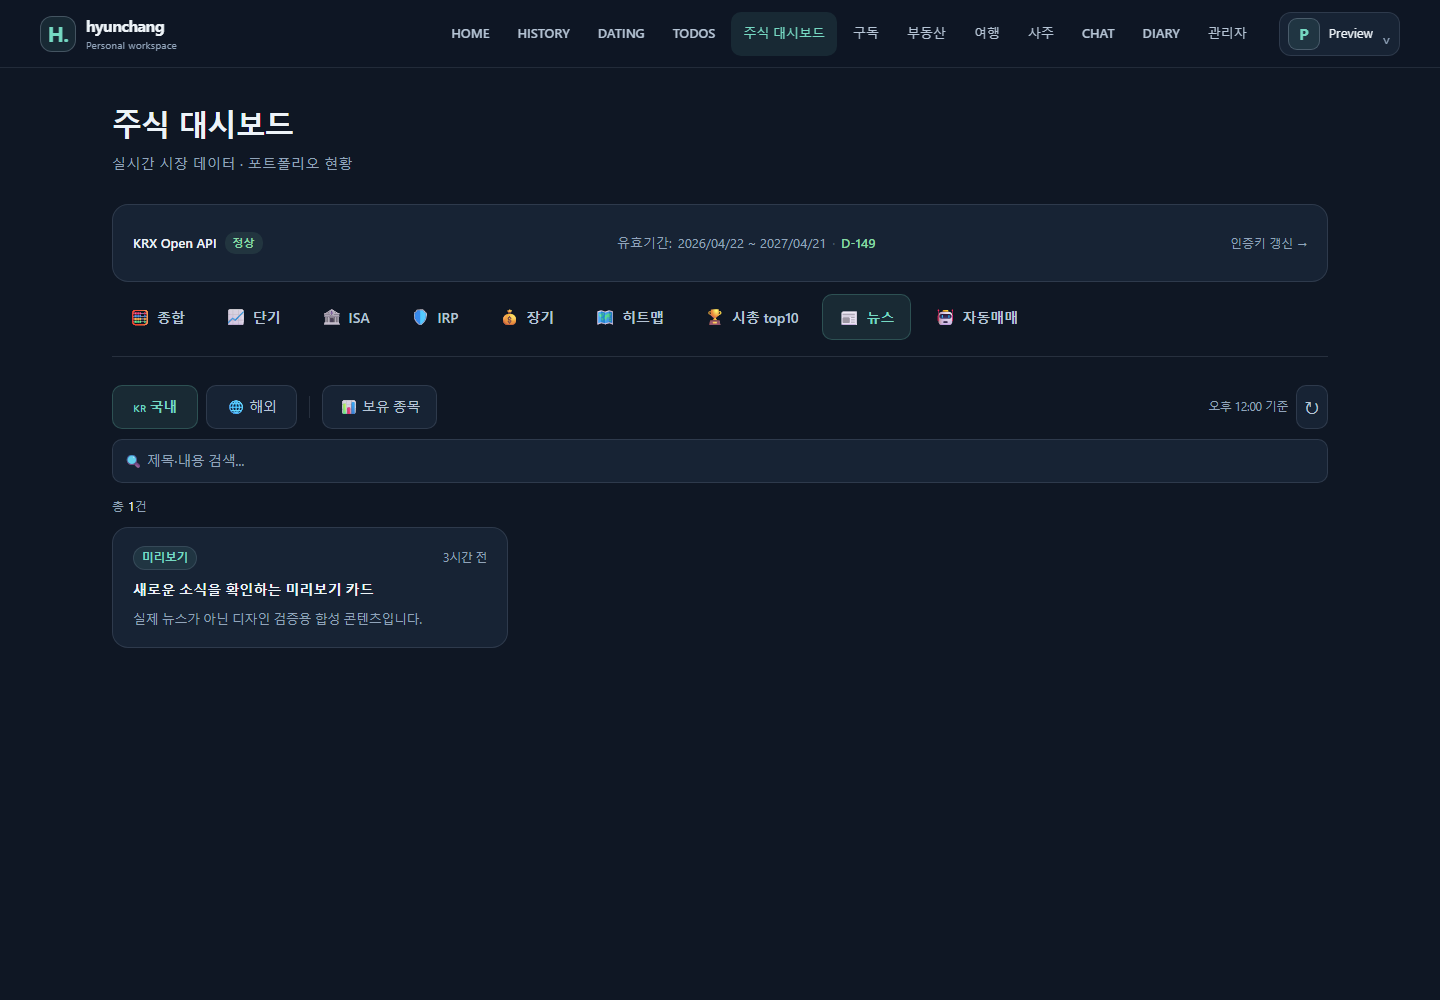 H. hyunchang
Personal workspace
HOME HISTORY DATING TODOS 주식 대시보드 구독 부동산 여행 사주 CHAT DIARY 관리자 P Preview v
주식 대시보드
실시간 시장 데이터 · 포트폴리오 현황
KRX Open API 정상 유효기간: 2026/04/22 ~ 2027/04/21 · D-149 인증키 갱신 →
종합 단기 ISA IRP 장기 히트맵 시총 top10 뉴스 자동매매
KR 국내 해외 보유 종목 오후 12:00 기준 ↻
제목·내용 검색...
총 1건
미리보기 3시간 전
새로운 소식을 확인하는 미리보기 카드
실제 뉴스가 아닌 디자인 검증용 합성 콘텐츠입니다.